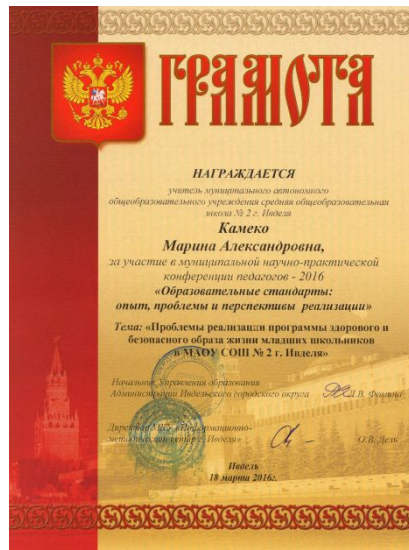 ГРАМОТА
НАГРАЖДАЕТСЯ
учитель муниципального автономного
общеобразовательного учреждения средняя общеобразовательная
школа № 2 г. Ивделя
Камеко
Марина Александровна,
за участие в муниципальной научно-практической
конференции педагогов - 2016
«Образовательные стандарты:
опыт, проблемы и перспективы реализации»
Тема: «Проблемы реализации программы здорового и
безопасного образа жизни младших школьников
в МАОУ СОШ № 2 г. Ивделя»
Начальник Управления образования
Администрации Ивдельского городского округа Л.В. Фомина
Директор «Информационно-
г. Ивделя» О.В. Дель
Ивдель
18 марта 2016г.